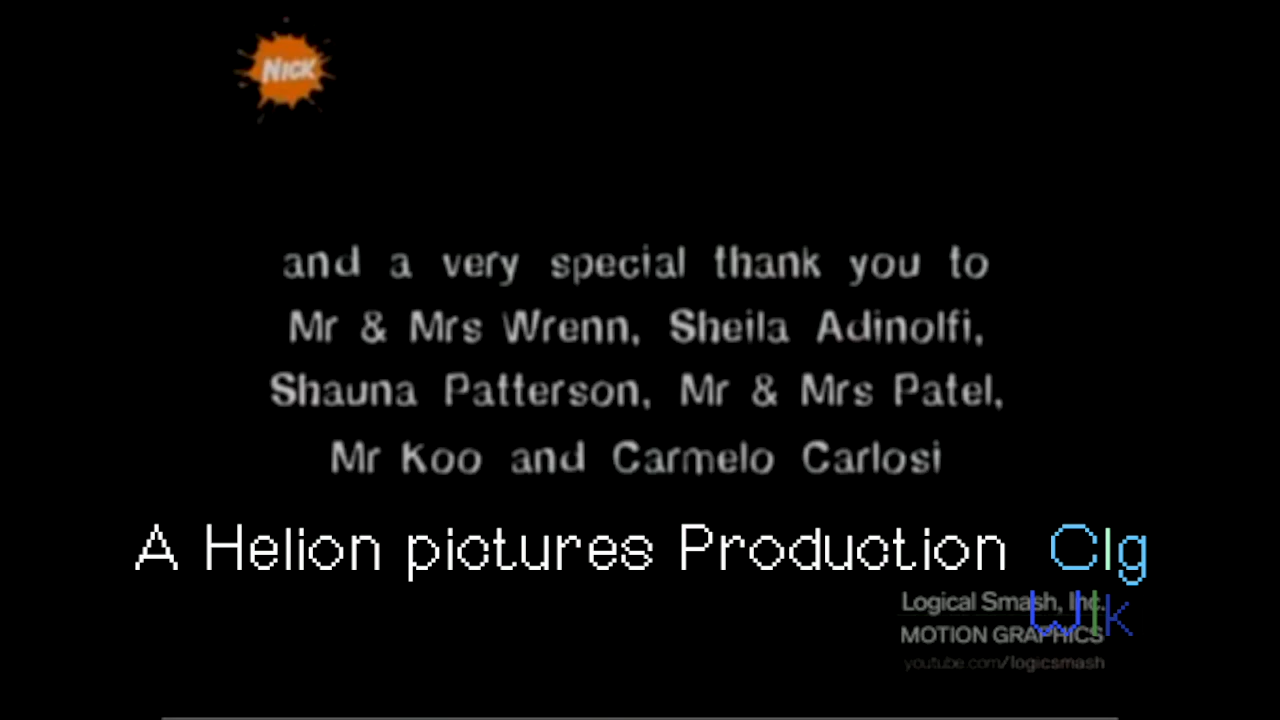 NICK
and a very special thank you to
Mr & Mrs Wrenn, Sheila Adinolfi,
Shauna Patterson, Mr & Mrs Patel,
Mr Koo and Carmelo Carlosi
A Helion pictures Production Clg
Logical Smash, Inc.
Wlk
MOTION GRAPHICS
youtube.com/logicsmash